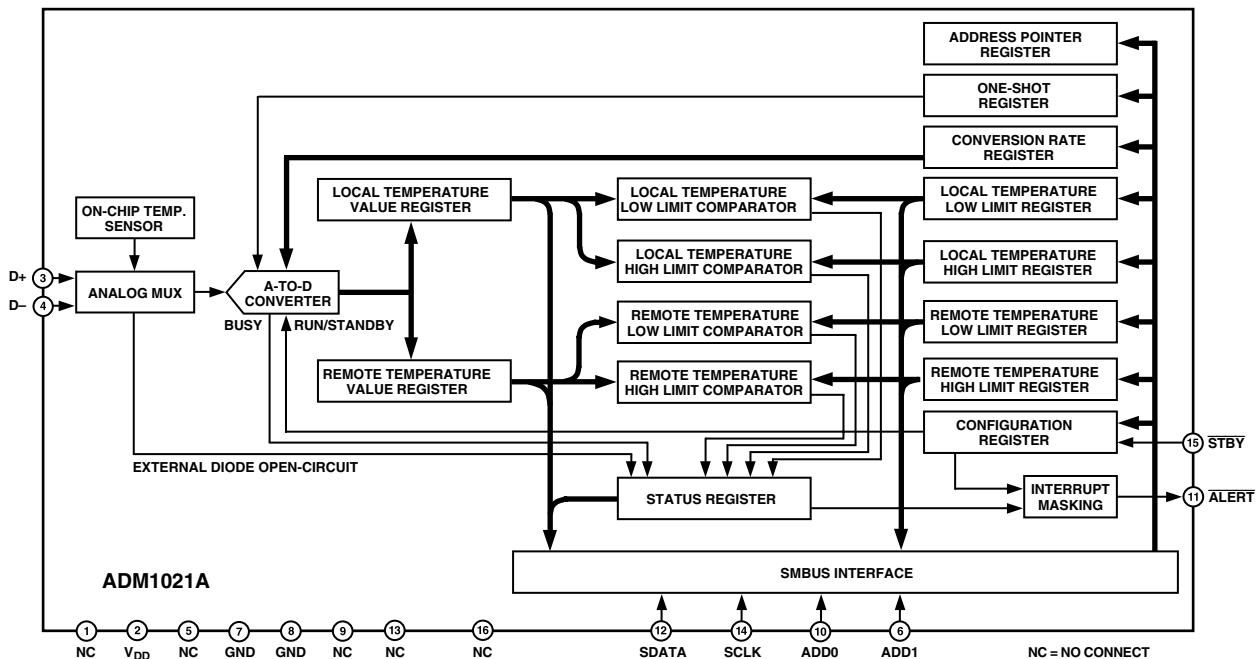 ADDRESS POINTER
REGISTER
ONE-SHOT
REGISTER
CONVERSION RATE
REGISTER
ON-CHIP TEMP.
SENSOR
LOCAL TEMPERATURE
VALUE REGISTER
LOCAL TEMPERATURE
LOW LIMIT COMPARATOR
LOCAL TEMPERATURE
LOW LIMIT REGISTER
LOCAL TEMPERATURE
HIGH LIMIT COMPARATOR
LOCAL TEMPERATURE
HIGH LIMIT REGISTER
D+ 3
D– 4
ANALOG MUX
A-TO-D
CONVERTER
BUSY
RUN/STANDBY
REMOTE TEMPERATURE
LOW LIMIT COMPARATOR
REMOTE TEMPERATURE
LOW LIMIT REGISTER
REMOTE TEMPERATURE
VALUE REGISTER
REMOTE TEMPERATURE
HIGH LIMIT COMPARATOR
REMOTE TEMPERATURE
HIGH LIMIT REGISTER
CONFIGURATION
REGISTER
15 STBY
EXTERNAL DIODE OPEN-CIRCUIT
STATUS REGISTER
INTERRUPT
MASKING
11 ALERT
SMBUS INTERFACE
ADM1021A
1 2 5 7 8 9 13 16 12 14 10 6
NC VDD NC GND GND NC NC NC SDATA SCLK ADD0 ADD1 NC = NO CONNECT